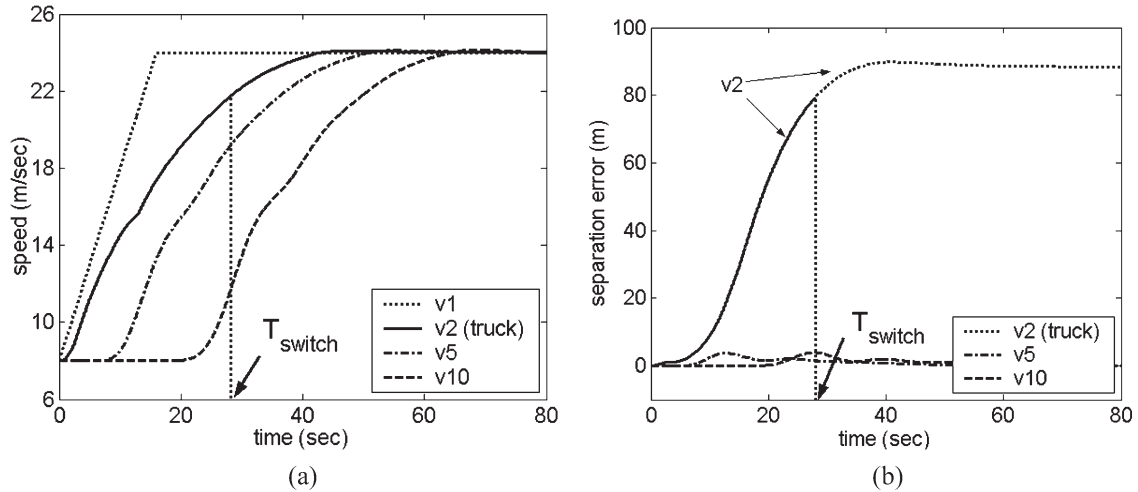 26
22
18
14
10
6
speed (m/sec)
0
20
40
60
80
time (sec)
T switch
v1
v2 (truck)
v5
v10
(a)
100
80
60
40
20
0
-10
separation error (m)
0
20
40
60
80
time (sec)
v2
T switch
v2 (truck)
v5
v10
(b)